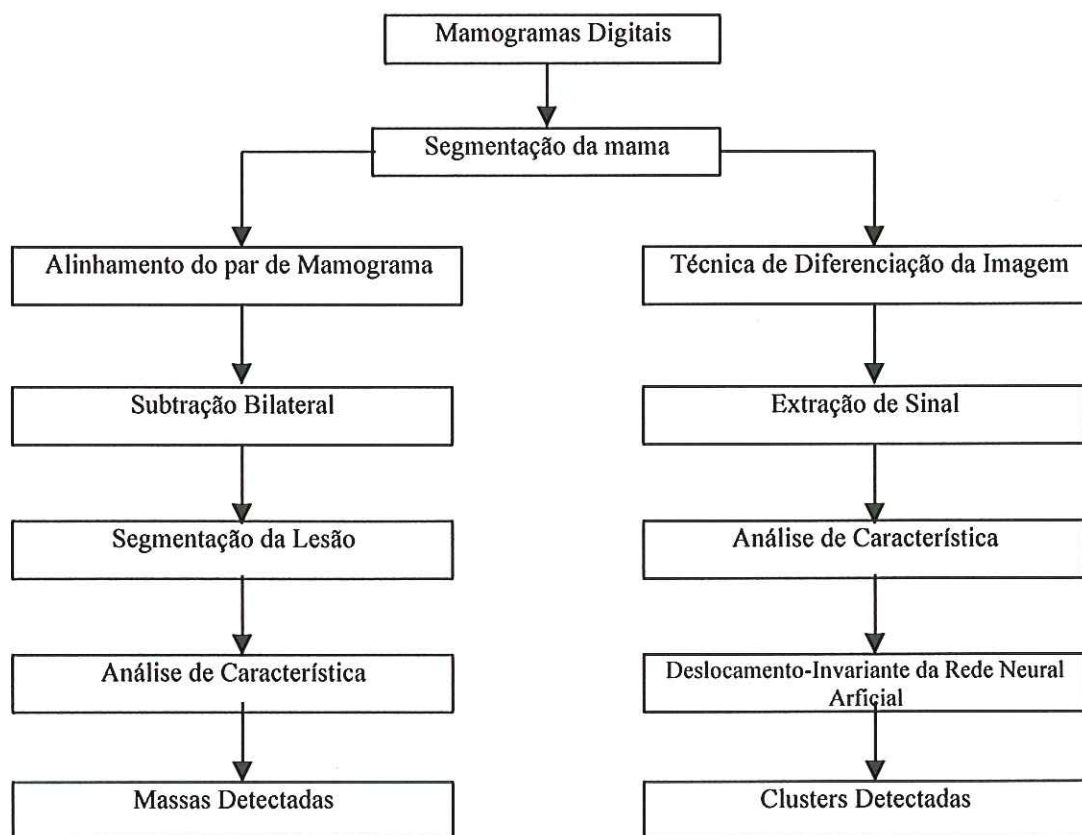 Mamogramas Digitais
Segmentação da mama
Alinhamento do par de Mamograma
Técnica de Diferenciação da Imagem
Subtração Bilateral
Extração de Sinal
Segmentação da Lesão
Análise de Característica
Análise de Característica
Deslocamento-Invariante da Rede Neural
Arficial
Massas Detectadas
Clusters Detectadas